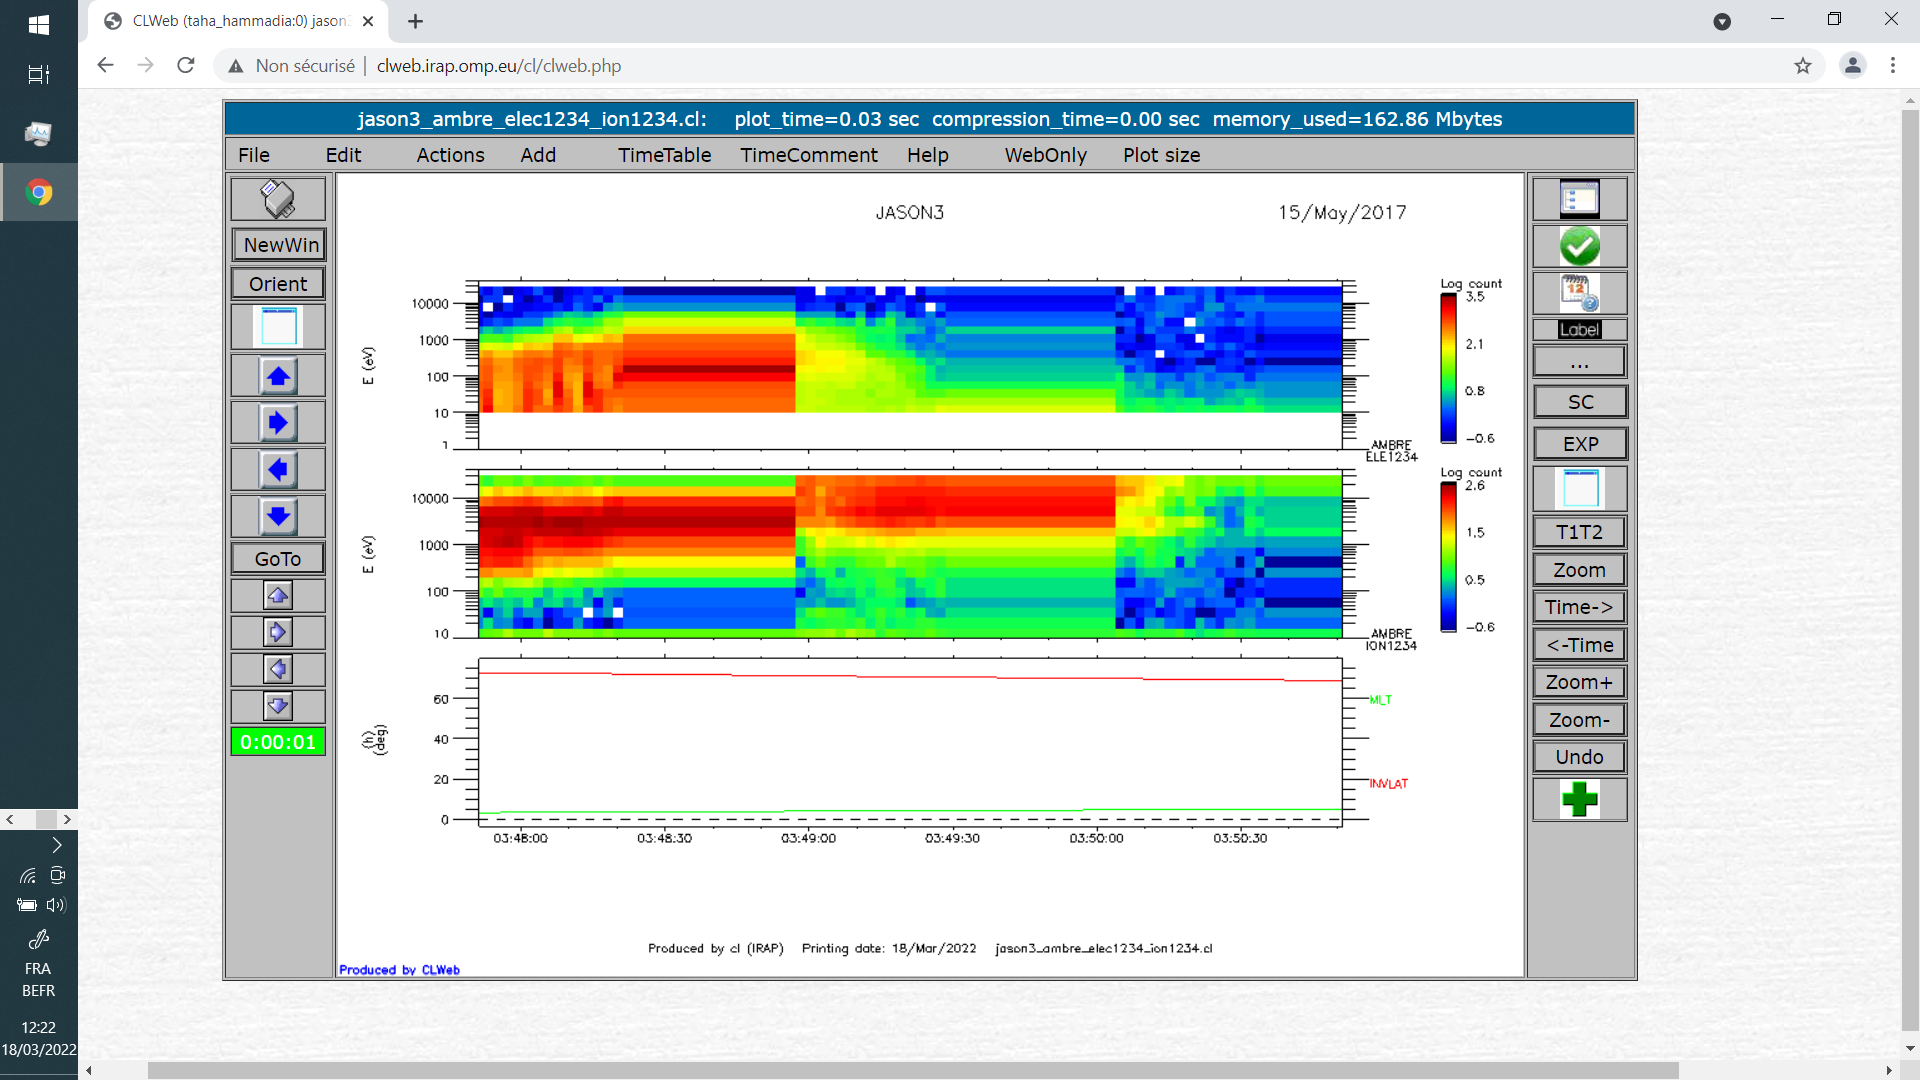 CLWeb (taha_hammadia:0) jason3
Non sécurisé | clweb.irap.omp.eu/cl/clweb.php
jason3_ambre_elec1234_ion1234.cl: plot_time=0.03 sec compression_time=0.00 sec memory_used=162.86 Mbytes
File Edit Actions Add TimeTable TimeComment Help WebOnly Plot size
NewWin
Orient
GoTo
0:00:01
JASON3 15/May/2017
E (eV)
10000
1000
100
10
1
Log count
3.5
2.1
0.8
-0.6
AMBRE
ELE1234
E (eV)
10000
1000
100
10
Log count
2.6
1.5
0.5
-0.6
AMBRE
ION1234
(h)
(deg)
60
40
20
0
MLT
INVLAT
03:48:00 03:48:30 03:49:00 03:49:30 03:50:00 03:50:30
Produced by cl (IRAP) Printing date: 18/Mar/2022 jason3_ambre_elec1234_ion1234.cl
Produced by CLWeb
12
Label
...
SC
EXP
T1T2
Zoom
Time->
<-Time
Zoom+
Zoom-
Undo
FRA
BEFR
12:22
18/03/2022